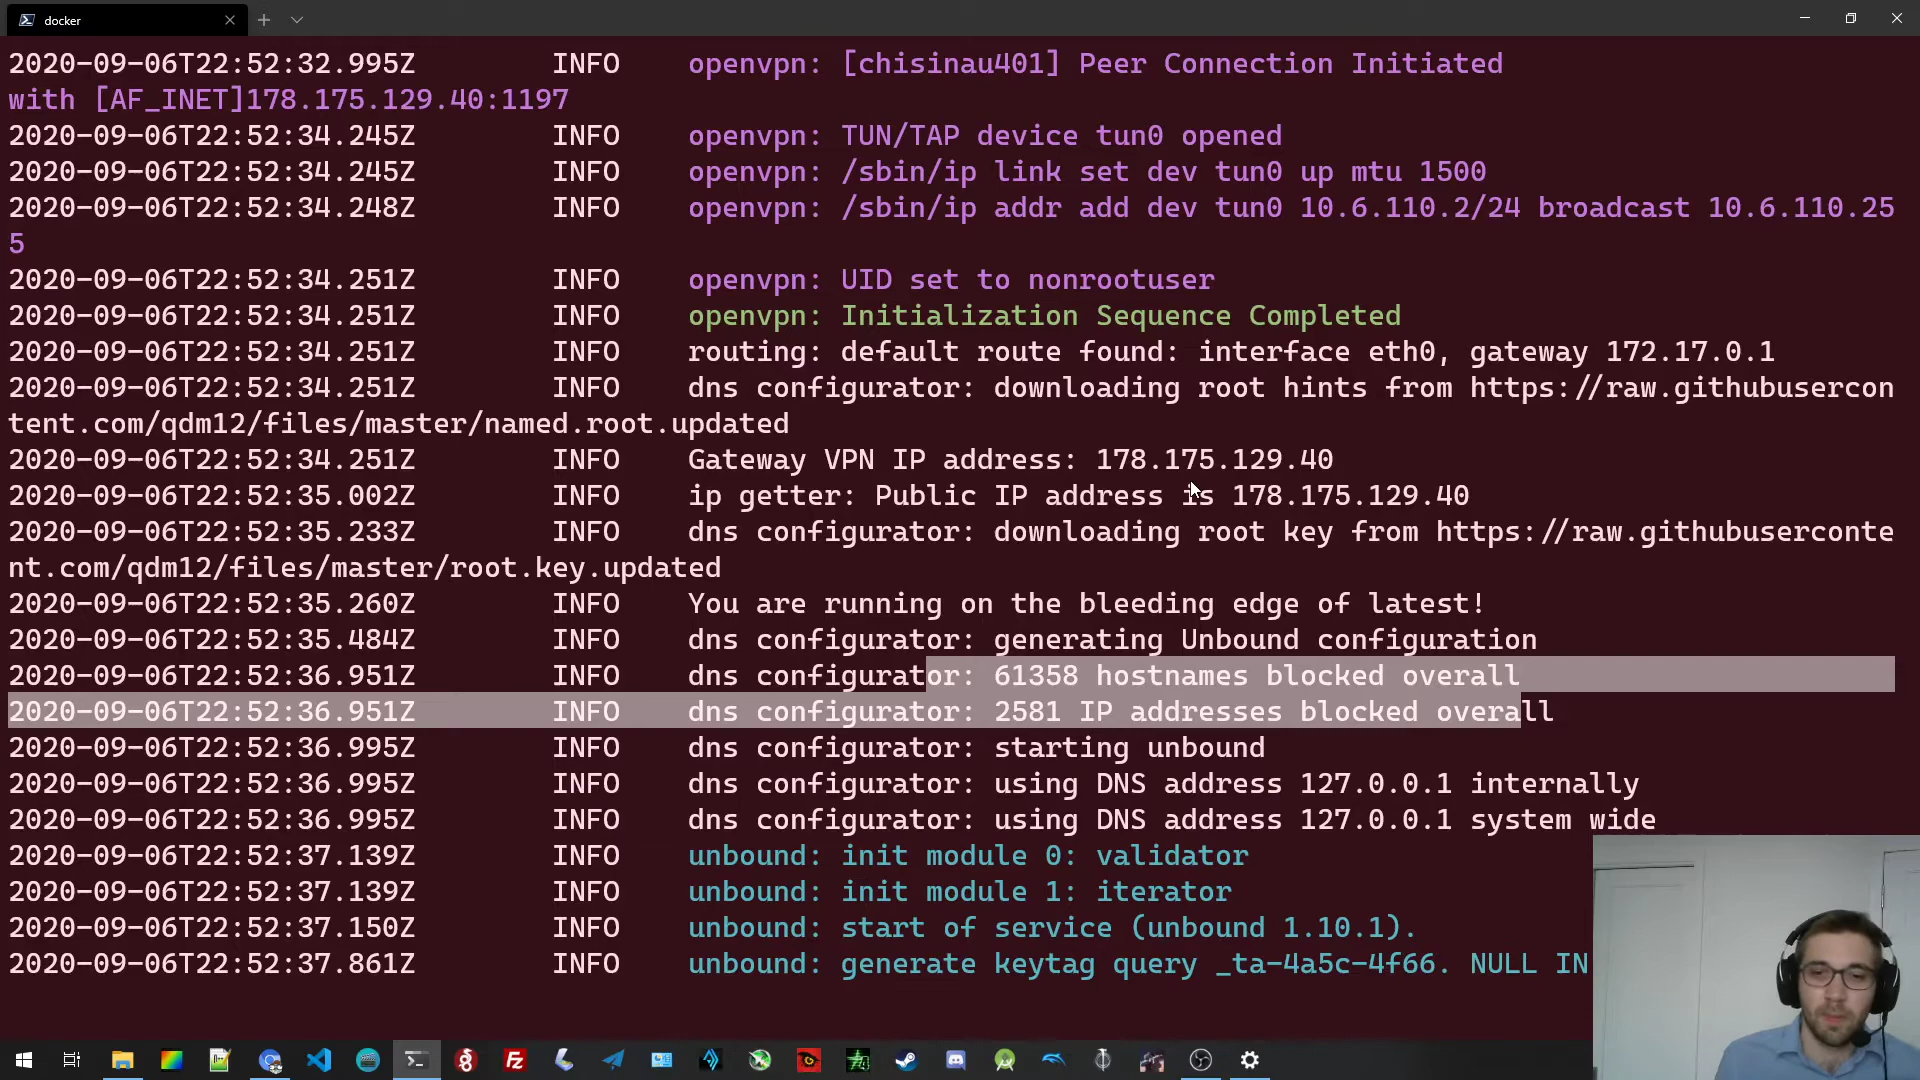 docker
2020-09-06T22:52:32.995Z INFO openvpn: [chisinau401] Peer Connection Initiated
with [AF_INET]178.175.129.40:1197
2020-09-06T22:52:34.245Z INFO openvpn: TUN/TAP device tun0 opened
2020-09-06T22:52:34.245Z INFO openvpn: /sbin/ip link set dev tun0 up mtu 1500
2020-09-06T22:52:34.248Z INFO openvpn: /sbin/ip addr add dev tun0 10.6.110.2/24 broadcast 10.6.110.25
5
2020-09-06T22:52:34.251Z INFO openvpn: UID set to nonrootuser
2020-09-06T22:52:34.251Z INFO openvpn: Initialization Sequence Completed
2020-09-06T22:52:34.251Z INFO routing: default route found: interface eth0, gateway 172.17.0.1
2020-09-06T22:52:34.251Z INFO dns configurator: downloading root hints from https://raw.githubusercon
tent.com/qdm12/files/master/named.root.updated
2020-09-06T22:52:34.251Z INFO Gateway VPN IP address: 178.175.129.40
2020-09-06T22:52:35.002Z INFO ip getter: Public IP address is 178.175.129.40
2020-09-06T22:52:35.233Z INFO dns configurator: downloading root key from https://raw.githubuserconte
nt.com/qdm12/files/master/root.key.updated
2020-09-06T22:52:35.260Z INFO You are running on the bleeding edge of latest!
2020-09-06T22:52:35.484Z INFO dns configurator: generating Unbound configuration
2020-09-06T22:52:36.951Z INFO dns configurator: 61358 hostnames blocked overall
2020-09-06T22:52:36.951Z INFO dns configurator: 2581 IP addresses blocked overall
2020-09-06T22:52:36.995Z INFO dns configurator: starting unbound
2020-09-06T22:52:36.995Z INFO dns configurator: using DNS address 127.0.0.1 internally
2020-09-06T22:52:36.995Z INFO dns configurator: using DNS address 127.0.0.1 system wide
2020-09-06T22:52:37.139Z INFO unbound: init module 0: validator
2020-09-06T22:52:37.139Z INFO unbound: init module 1: iterator
2020-09-06T22:52:37.150Z INFO unbound: start of service (unbound 1.10.1).
2020-09-06T22:52:37.861Z INFO unbound: generate keytag query _ta-4a5c-4f66. NULL IN